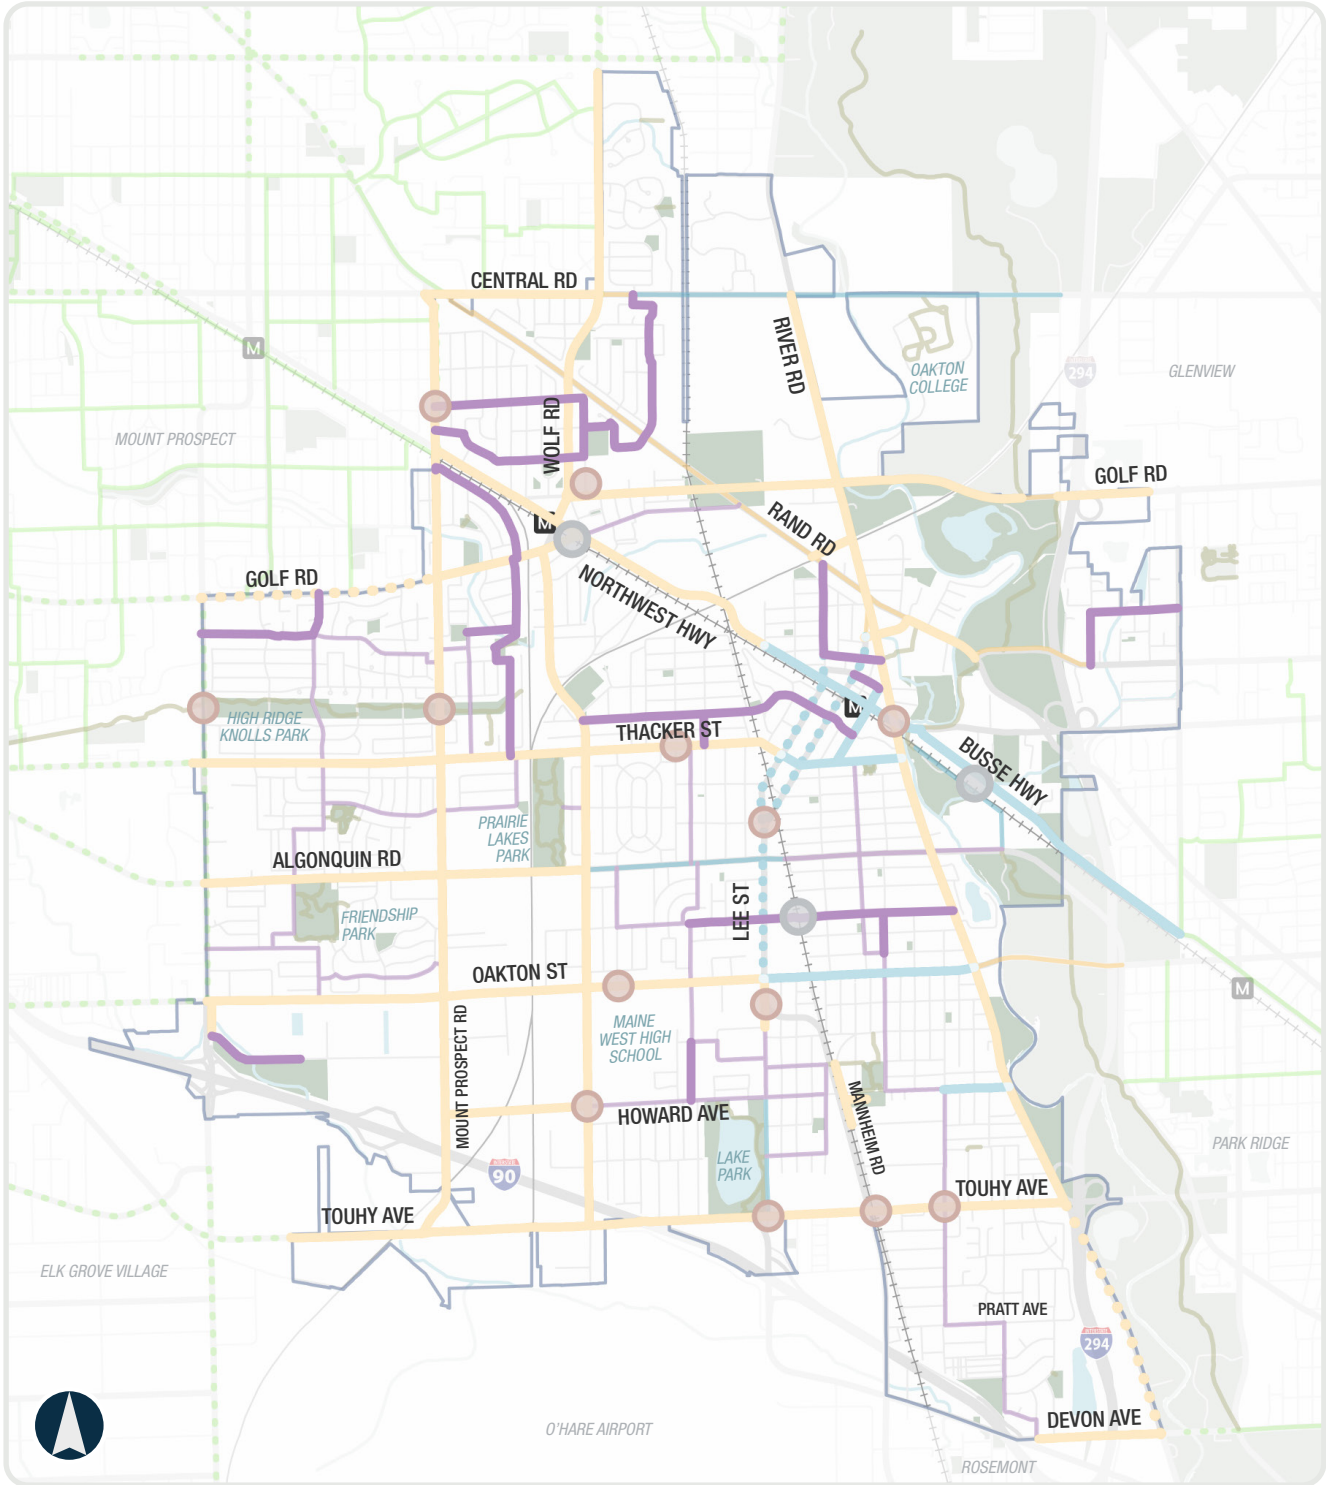 CENTRAL RD
RIVER RD
M
294
OAKTON
COLLEGE
GLENVIEW
MOUNT PROSPECT
WOLF RD
GOLF RD
M
RAND RD
GOLF RD
NORTHWEST HWY
HIGH RIDGE
KNOLLS PARK
M
THACKER ST
BUSSE HWY
PRAIRIE
LAKES
PARK
ALGONQUIN RD
LEE ST
FRIENDSHIP
PARK
OAKTON ST
M
MAINE
WEST HIGH
SCHOOL
MOUNT PROSPECT RD
MANNHEIM RD
HOWARD AVE
PARK RIDGE
LAKE
PARK
90
TOUHY AVE
TOUHY AVE
ELK GROVE VILLAGE
PRATT AVE
294
DEVON AVE
O'HARE AIRPORT
ROSEMONT